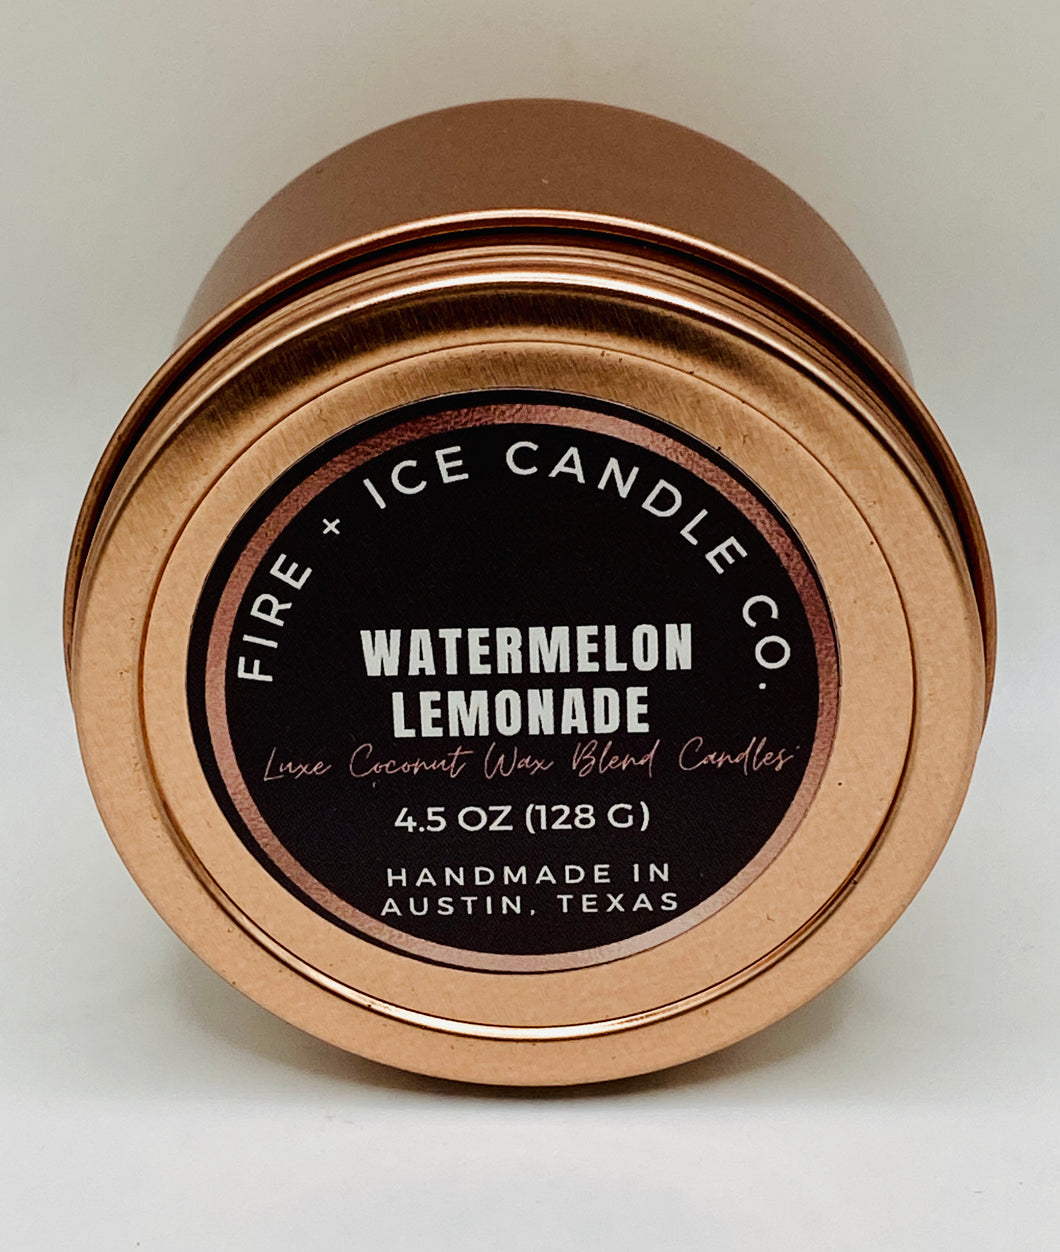 FIRE + ICE CANDLE CO.
WATERMELON
LEMONADE
Luxe Coconut Wax Blend Candles
4.5 OZ (128 G)
HANDMADE IN
AUSTIN, TEXAS